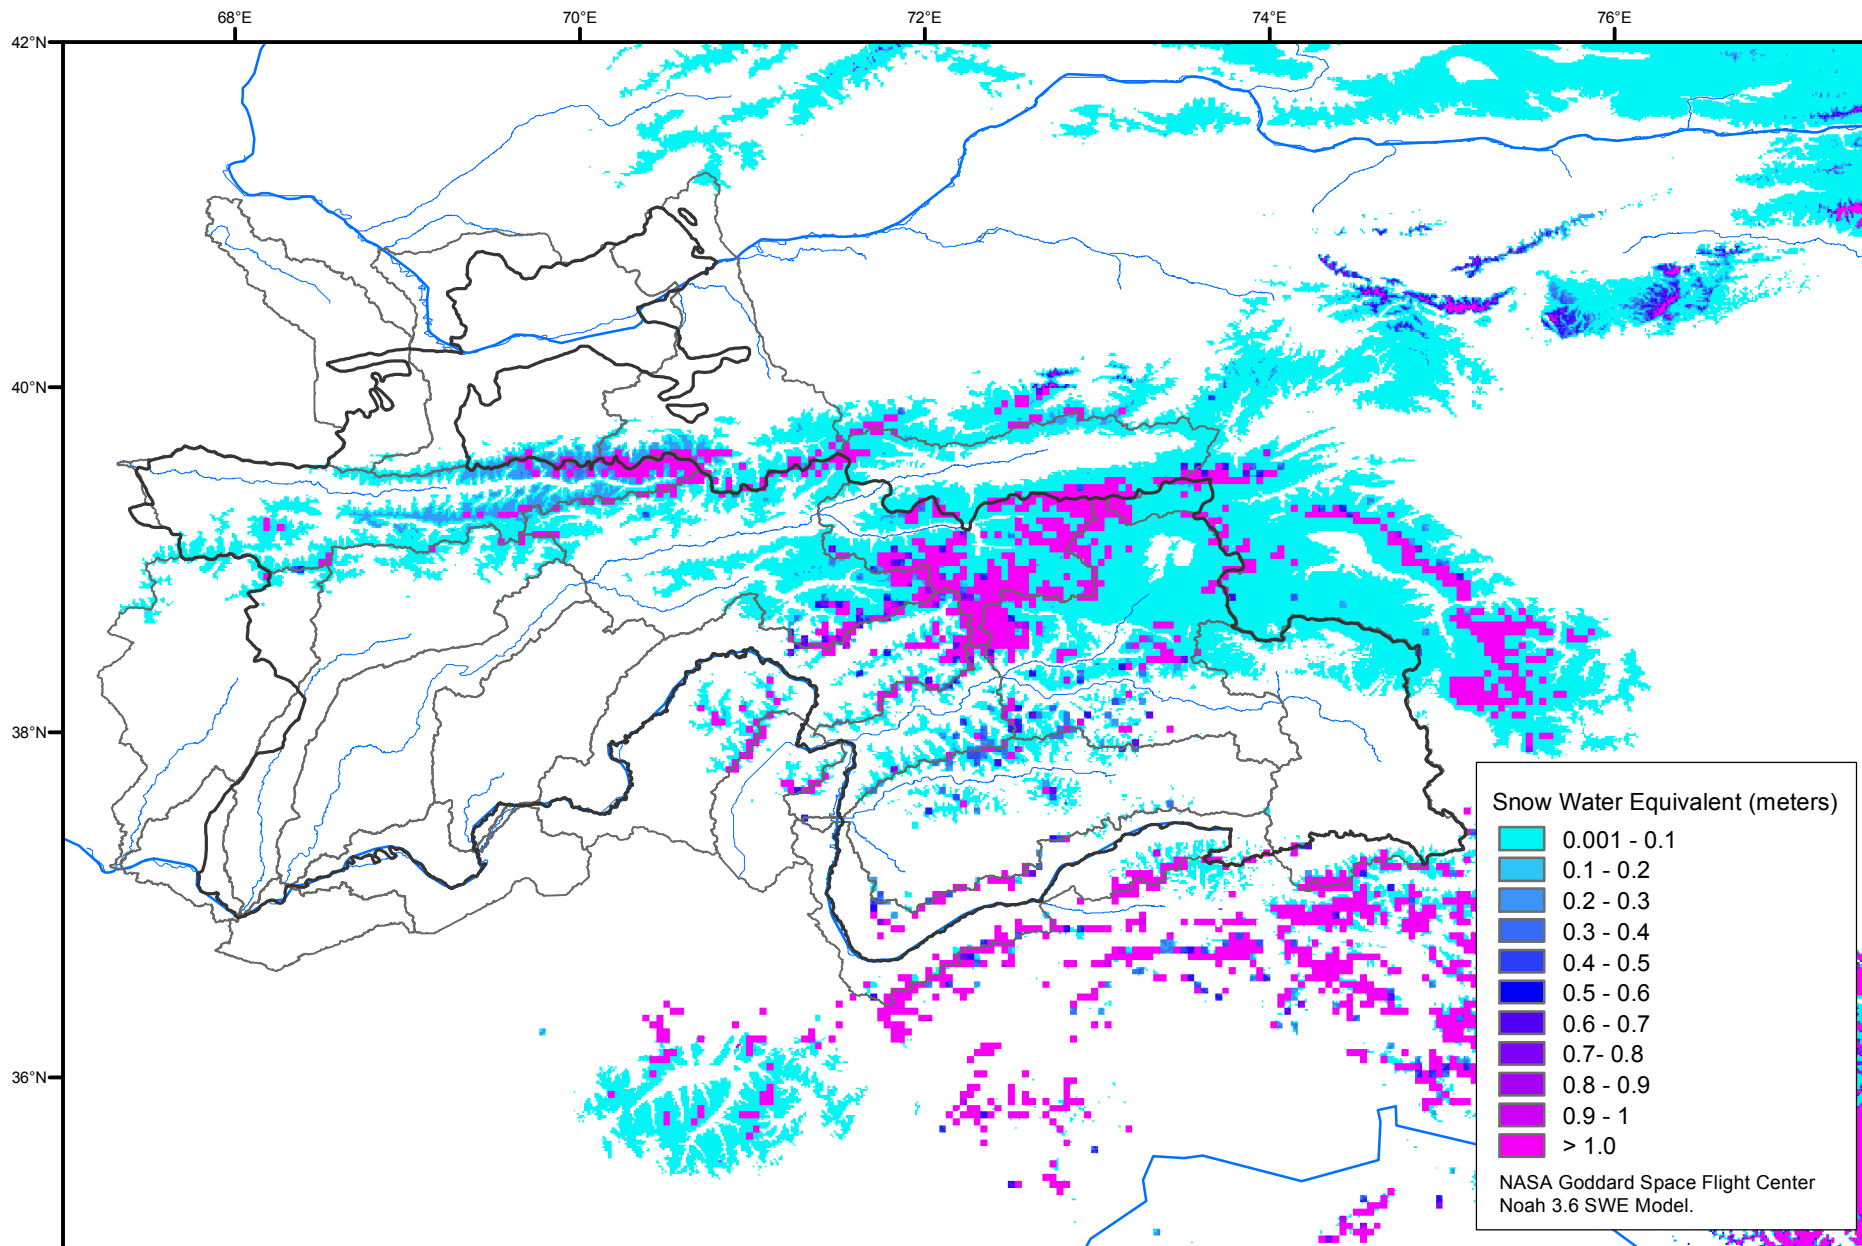 68°E 70°E 72°E 74°E 76°E
42°N
40°N
38°N
36°N
Snow Water Equivalent (meters)
0.001 - 0.1
0.1 - 0.2
0.2 - 0.3
0.3 - 0.4
0.4 - 0.5
0.5 - 0.6
0.6 - 0.7
0.7- 0.8
0.8 - 0.9
0.9 - 1
> 1.0
NASA Goddard Space Flight Center
Noah 3.6 SWE Model.